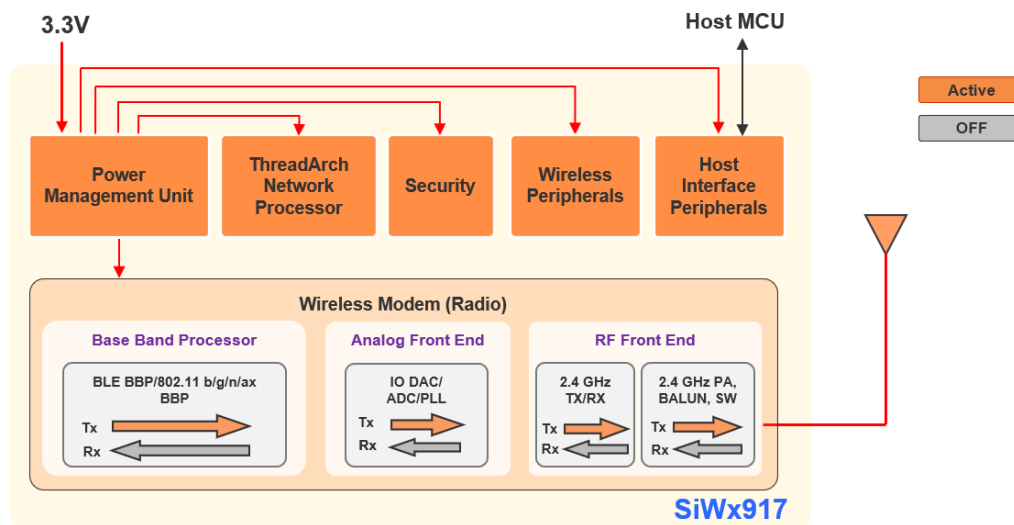 3.3V
Host MCU
Active
OFF
Power
Management Unit
ThreadArch
Network
Processor
Security
Wireless
Peripherals
Host
Interface
Peripherals
Wireless Modem (Radio)
Base Band Processor
BLE BBP/802.11 b/g/n/ax
BBP
Tx
Rx
Analog Front End
IO DAC/
ADC/PLL
Tx
Rx
RF Front End
2.4 GHz
TX/RX
Tx
Rx
2.4 GHz PA,
BALUN, SW
Tx
Rx
SiWx917